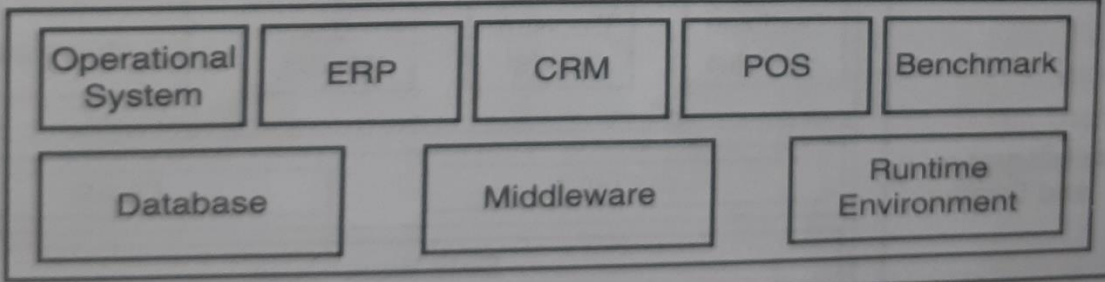 Operational
System
ERP
CRM
POS
Benchmark
Database
Middleware
Runtime
Environment